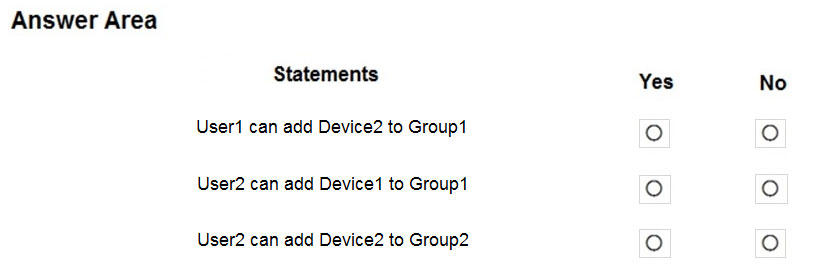 Answer Area
Statements Yes No
User1 can add Device2 to Group1
User2 can add Device1 to Group1
User2 can add Device2 to Group2